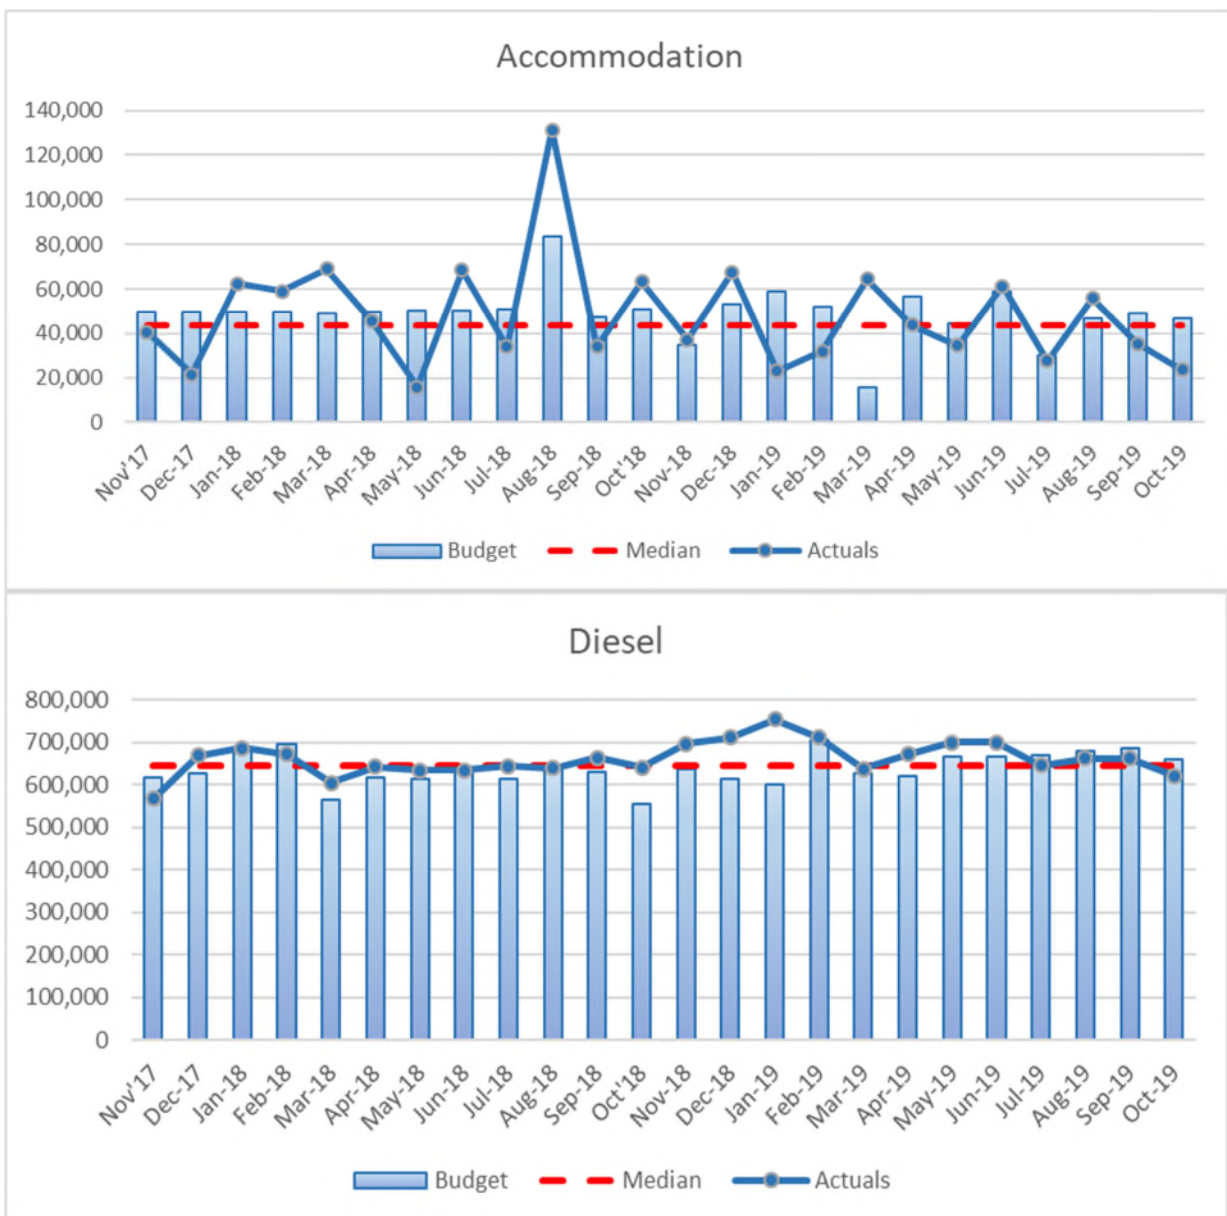 Accommodation
140,000
120,000
100,000
80,000
60,000
40,000
20,000
0
Nov'17 Dec-17 Jan-18 Feb-18 Mar-18 Apr-18 May-18 Jun-18 Jul-18 Aug-18 Sep-18 Oct'18 Nov-18 Dec-18 Jan-19 Feb-19 Mar-19 Apr-19 May-19 Jun-19 Jul-19 Aug-19 Sep-19 Oct-19
Budget Median Actuals
Diesel
800,000
700,000
600,000
500,000
400,000
300,000
200,000
100,000
0
Nov'17 Dec-17 Jan-18 Feb-18 Mar-18 Apr-18 May-18 Jun-18 Jul-18 Aug-18 Sep-18 Oct'18 Nov-18 Dec-18 Jan-19 Feb-19 Mar-19 Apr-19 May-19 Jun-19 Jul-19 Aug-19 Sep-19 Oct-19
Budget Median Actuals